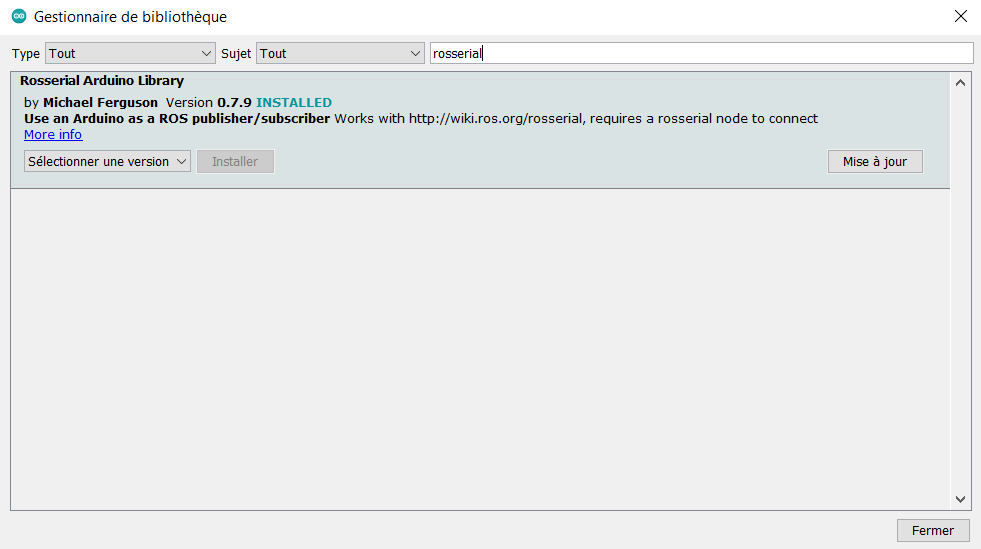 Gestionnaire de bibliothèque
Type Tout Sujet Tout rosserial
Rosserial Arduino Library
by Michael Ferguson Version 0.7.9 INSTALLED
Use an Arduino as a ROS publisher/subscriber Works with http://wiki.ros.org/rosserial, requires a rosserial node to connect
More info
Sélectionner une version Installer Mise à jour
Fermer